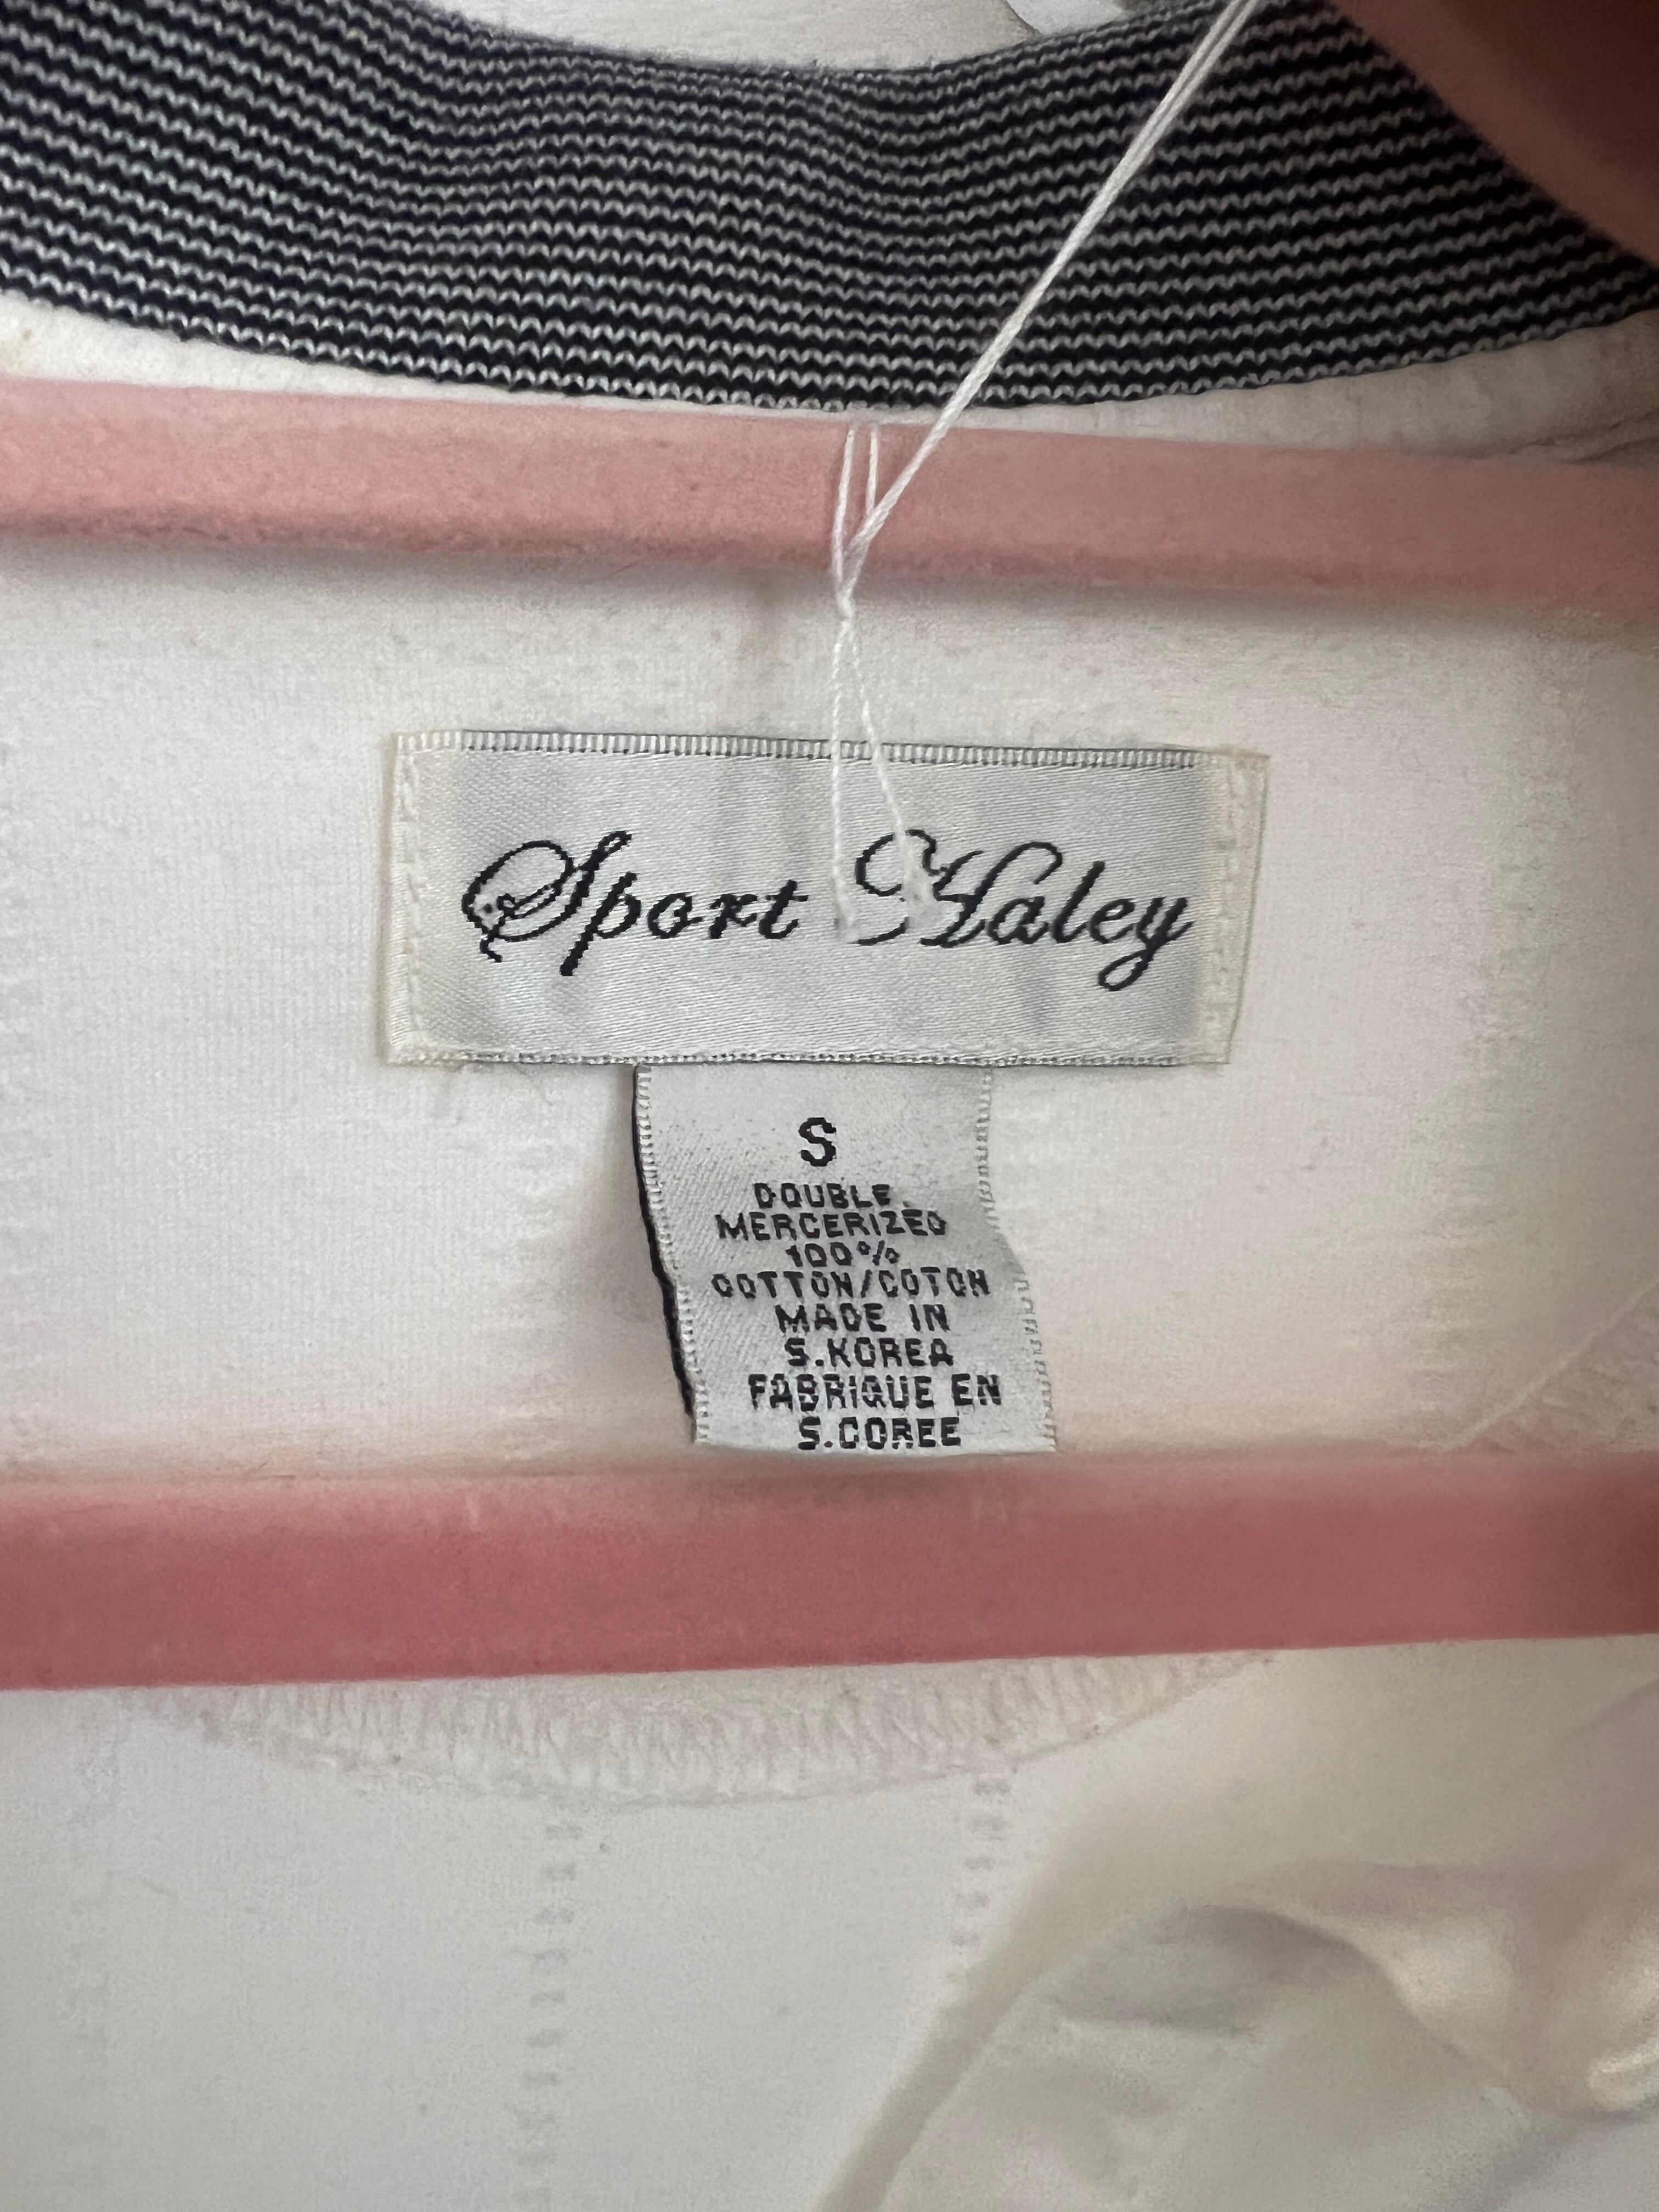 Sport Haley
S
DOUBLE
MERCERIZED
100%
COTTON/COTON
MADE IN
S.KOREA
FABRIQUE EN
S.COREE